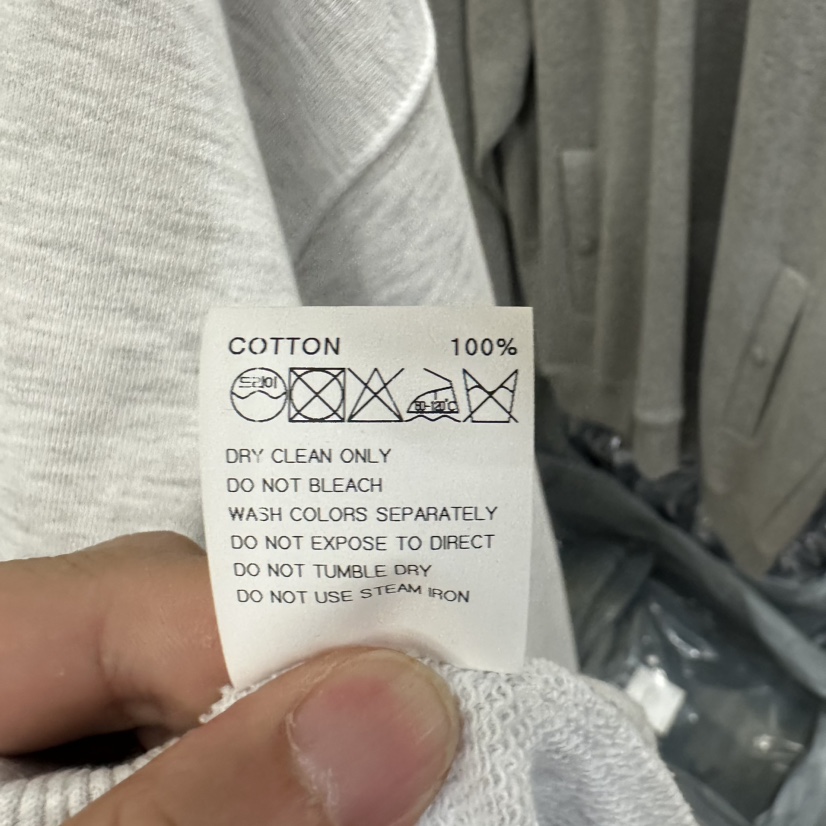 COTTON 100%
드라이
80-120°C
DRY CLEAN ONLY
DO NOT BLEACH
WASH COLORS SEPARATELY
DO NOT EXPOSE TO DIRECT
DO NOT TUMBLE DRY
DO NOT USE STEAM IRON